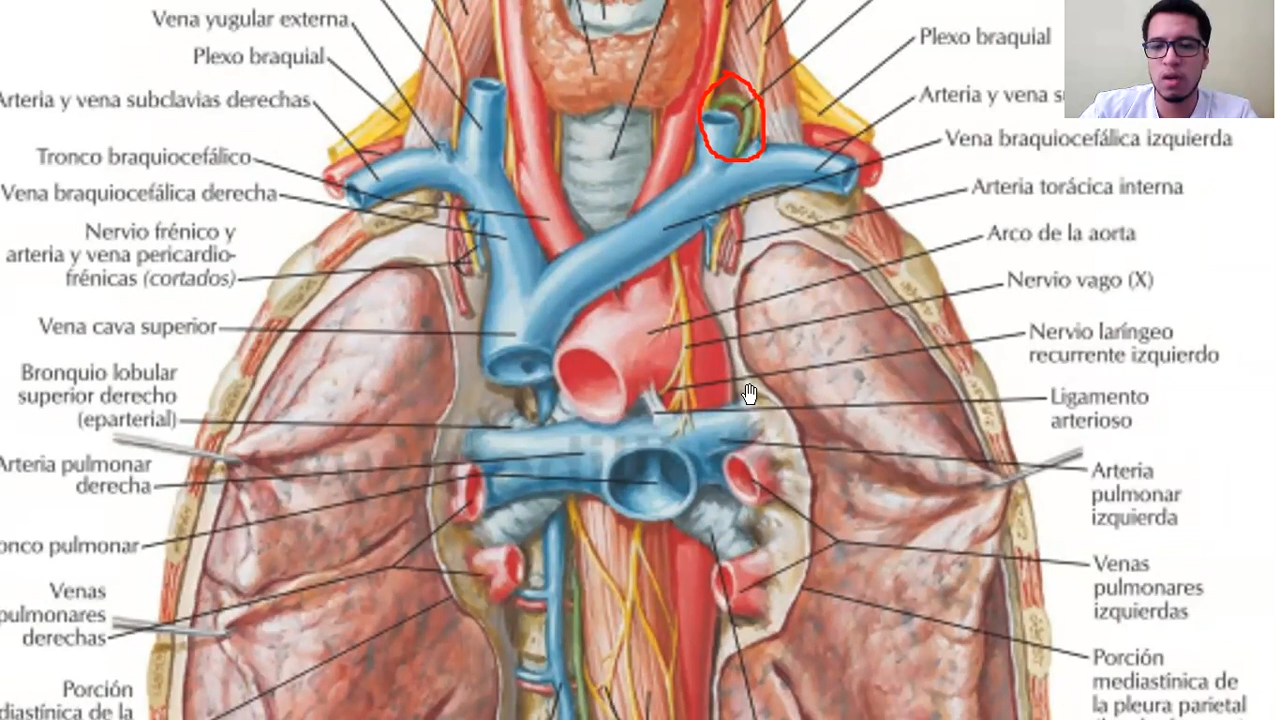 Vena yugular externa
Plexo braquial
Arteria y vena subclavias derechas
Tronco braquiocefálico
Vena braquiocefálica derecha
Nervio frénico y
arteria y vena pericardio-
frénicas (cortados)
Vena cava superior
Bronquio lobular
superior derecho
(eparterial)
Arteria pulmonar
derecha
onco pulmonar
Venas
pulmonares
derechas
Porción
diastínica de la
Plexo braquial
Arteria y vena
Vena braquiocefálica izquierda
Arteria torácica interna
Arco de la aorta
Nervio vago (X)
Nervio laríngeo
recurrente izquierdo
Ligamento
arterioso
Arteria
pulmonar
izquierda
Venas
pulmonares
izquierdas
Porción
mediastínica de
la pleura parietal